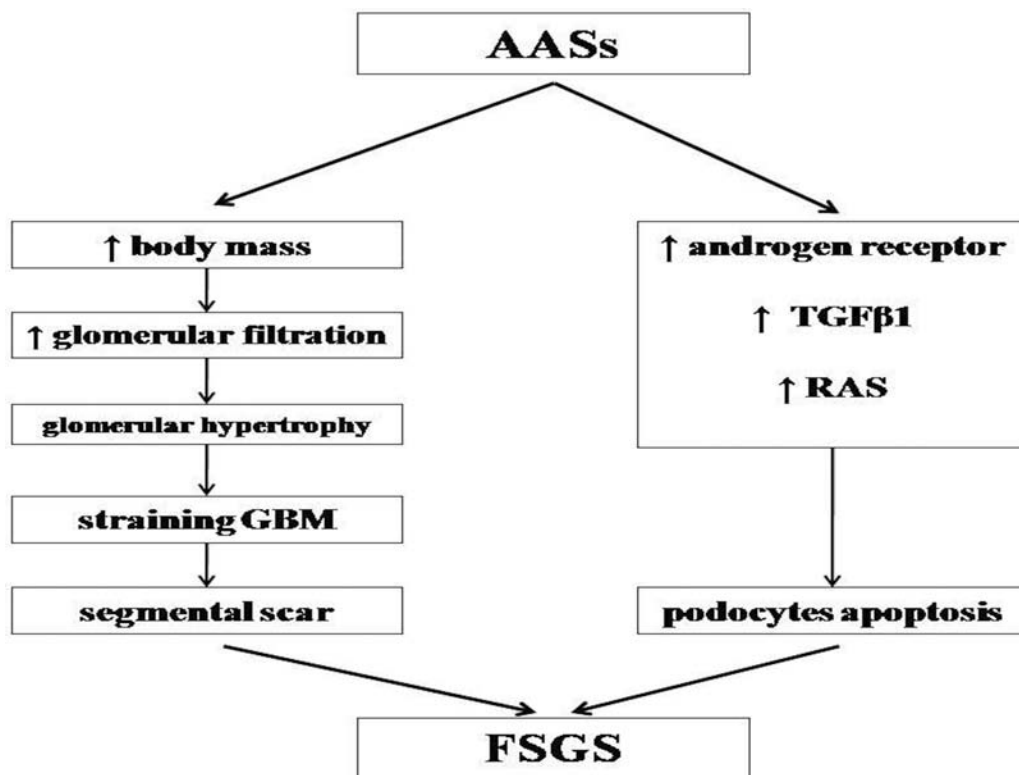 AASs
↑ body mass
↑ glomerular filtration
glomerular hypertrophy
straining GBM
segmental scar
↑ androgen receptor
↑ TGFβ1
↑ RAS
podocytes apoptosis
FSGS